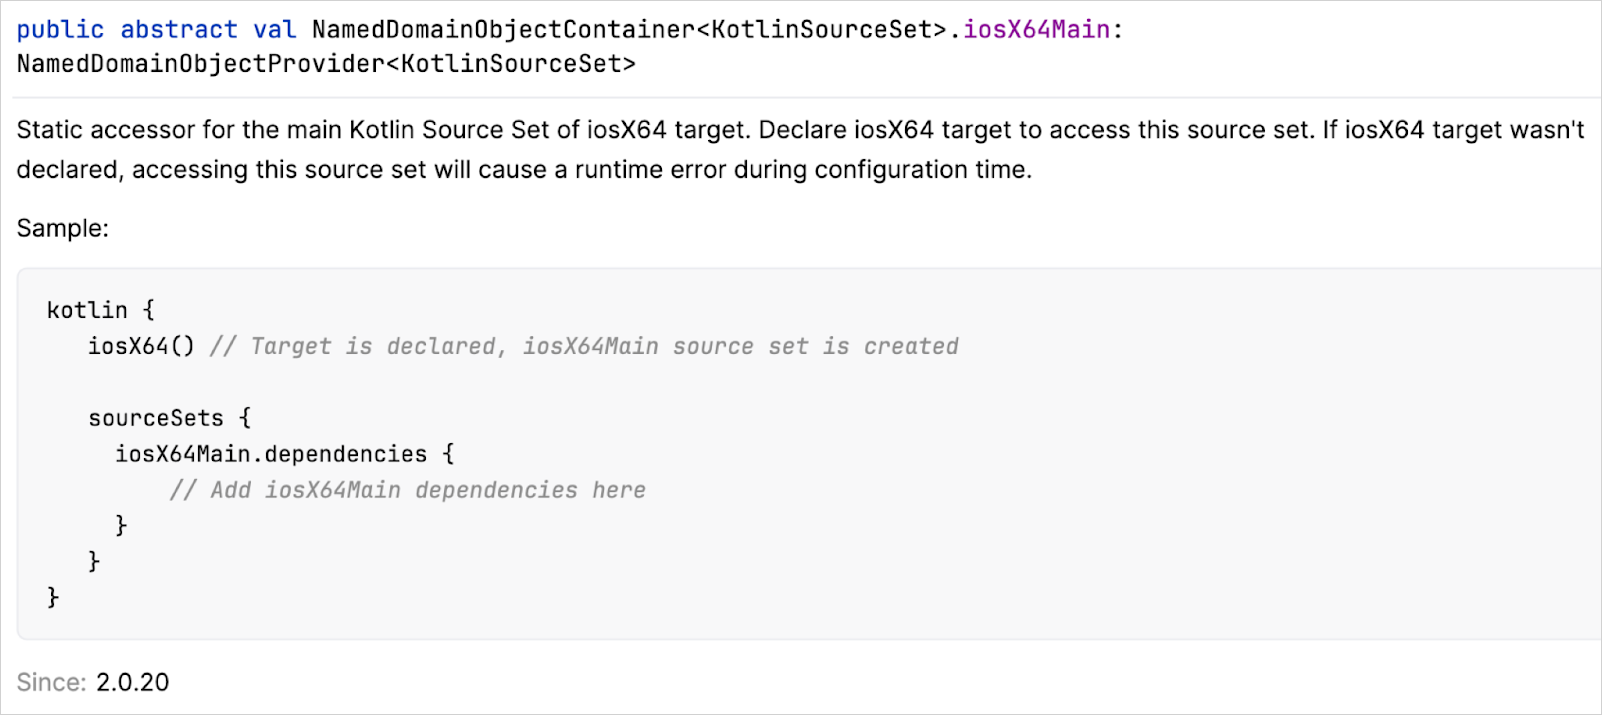 public abstract val NamedDomainObjectContainer<KotlinSourceSet>.iosX64Main:
NamedDomainObjectProvider<KotlinSourceSet>
Static accessor for the main Kotlin Source Set of iosX64 target. Declare iosX64 target to access this source set. If iosX64 target wasn't
declared, accessing this source set will cause a runtime error during configuration time.
Sample:
kotlin {
   iosX64() // Target is declared, iosX64Main source set is created
   sourceSets {
     iosX64Main.dependencies {
         // Add iosX64Main dependencies here
     }
   }
}
Since: 2.0.20